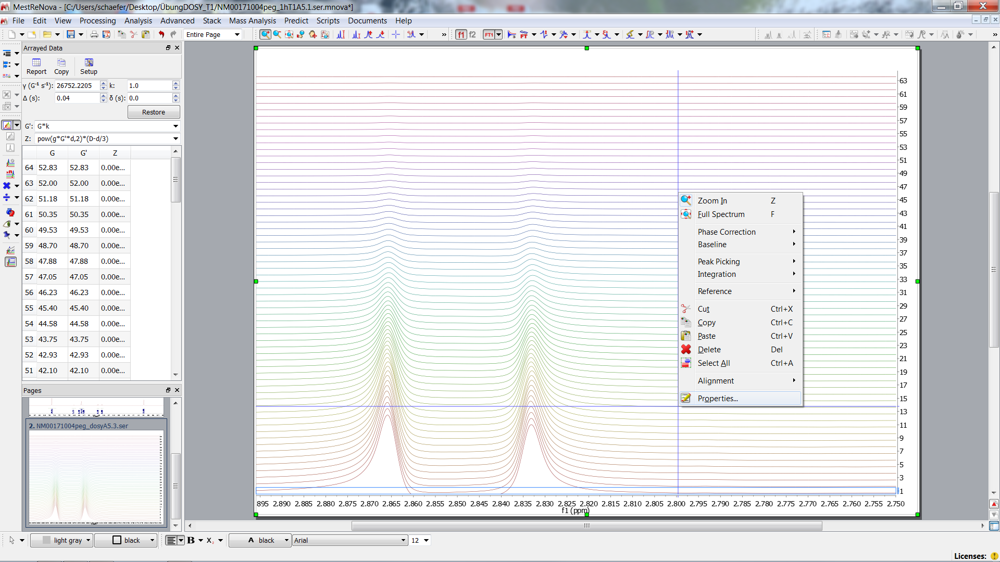 MestReNova - [C:/Users/schaefer/Desktop/ÜbungDOSY_T1/NM00171004peg_1hT1A5.1.ser.mnova*]
File Edit View Processing Analysis Advanced Stack Mass Analysis Predict Scripts Documents Help
Entire Page » f1 f2 FT1 »
Arrayed Data
Report Copy Setup
γ (G⁻¹ s⁻¹): 26752.2205 k: 1.0
Δ (s): 0.04 δ (s): 0.0
Restore
G': G*k
Z: pow(g*G'*d,2)*(D-d/3)
G G' Z
64 52.83 52.83 0.00e...
63 52.00 52.00 0.00e...
62 51.18 51.18 0.00e...
61 50.35 50.35 0.00e...
60 49.53 49.53 0.00e...
59 48.70 48.70 0.00e...
58 47.88 47.88 0.00e...
57 47.05 47.05 0.00e...
56 46.23 46.23 0.00e...
55 45.40 45.40 0.00e...
54 44.58 44.58 0.00e...
53 43.75 43.75 0.00e...
52 42.93 42.93 0.00e...
51 42.10 42.10 0.00e...
Pages
2. NM00171004peg_dosyA5.3.ser
63
61
59
57
55
53
51
49
47
45
43
41
39
37
35
33
31
29
27
25
23
21
19
17
15
13
11
9
7
5
3
1
895 2.890 2.885 2.880 2.875 2.870 2.865 2.860 2.855 2.850 2.845 2.840 2.835 2.830 2.825 2.820 2.815 2.810 2.805 2.800 2.795 2.790 2.785 2.780 2.775 2.770 2.765 2.760 2.755 2.750
f1 (ppm)
Zoom In Z
Full Spectrum F
Phase Correction
Baseline
Peak Picking
Integration
Reference
Cut Ctrl+X
Copy Ctrl+C
Paste Ctrl+V
Delete Del
Select All Ctrl+A
Alignment
Properties...
light gray black B X₂ A black Arial 12
Licenses: